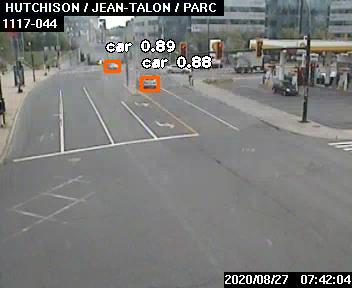 HUTCHISON / JEAN-TALON / PARC
1117-044
car 0.89
car 0.88
2020/08/27 07:42:04